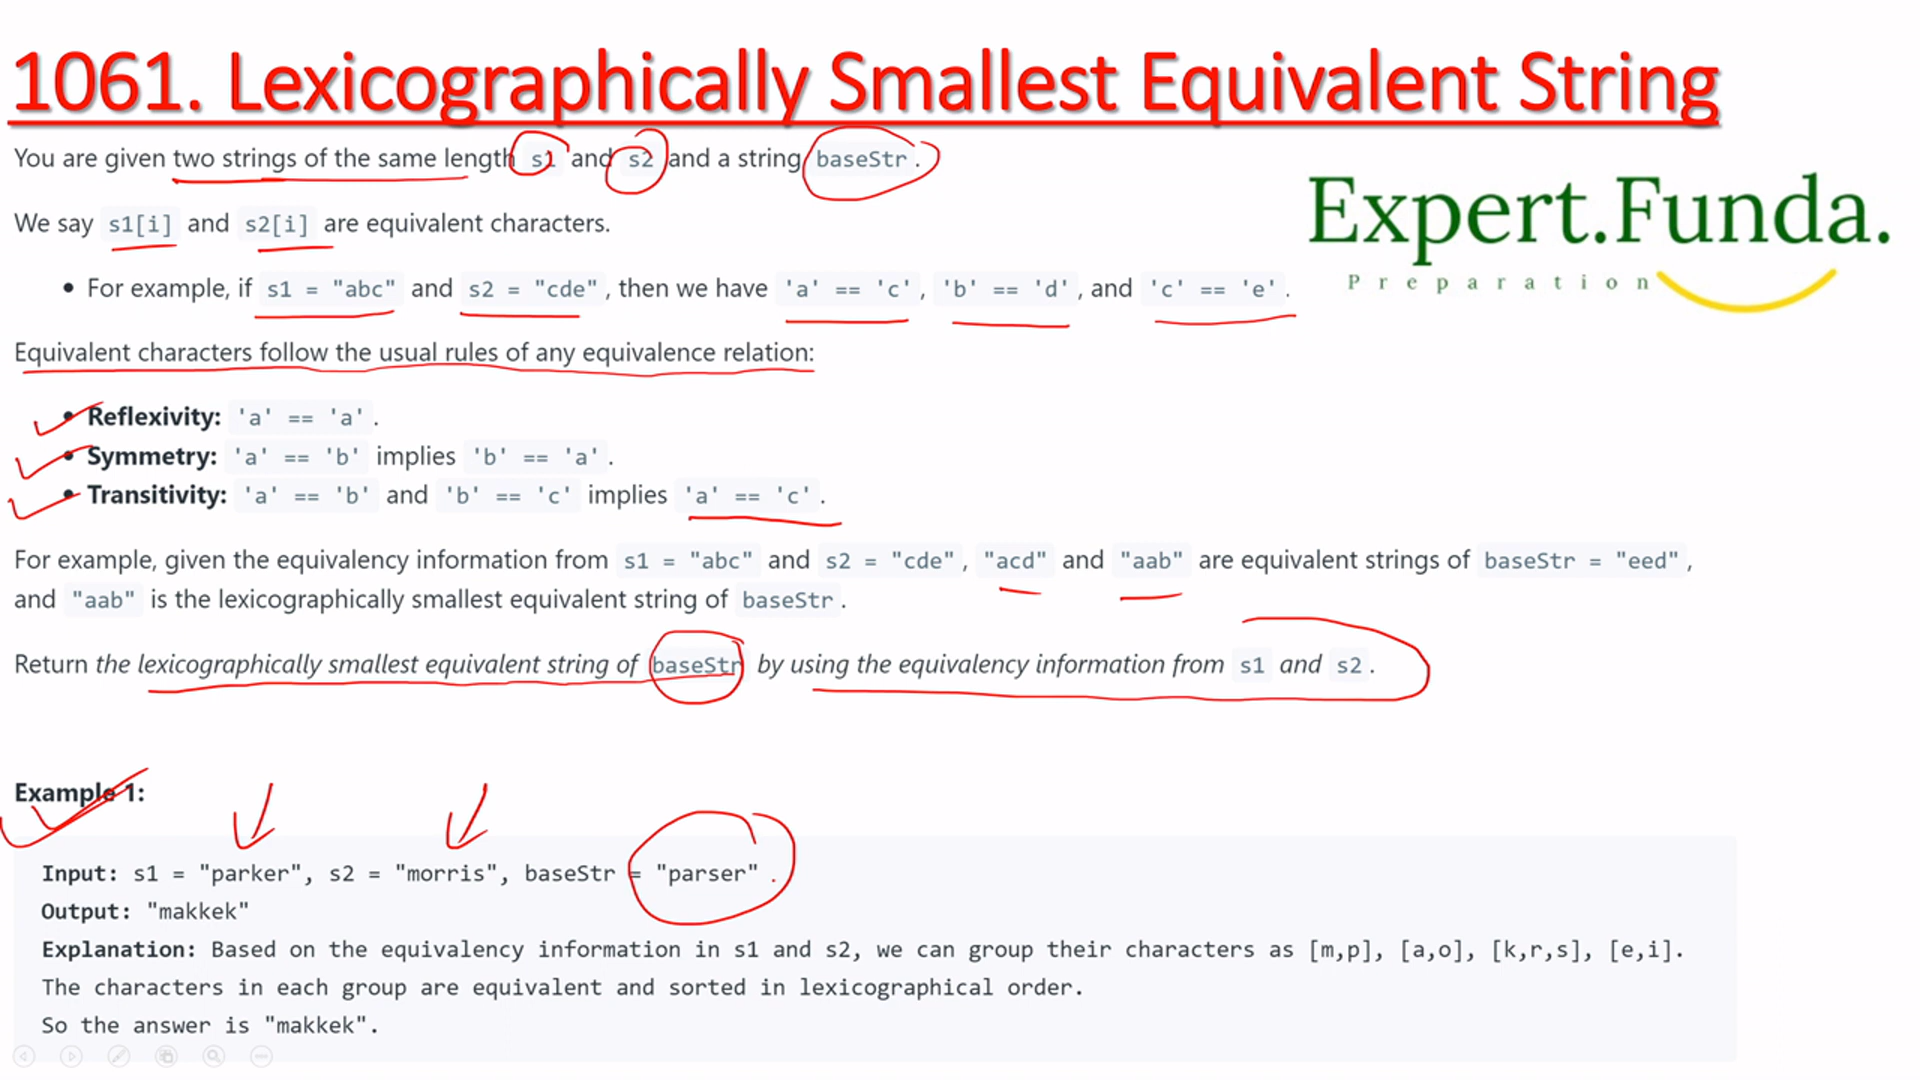 1061. Lexicographically Smallest Equivalent String
You are given two strings of the same length s1 and s2 and a string baseStr .
We say s1[i] and s2[i] are equivalent characters.
• For example, if s1 = "abc" and s2 = "cde" , then we have 'a' == 'c' , 'b' == 'd' , and 'c' == 'e' .
Expert.Funda.
Preparation
Equivalent characters follow the usual rules of any equivalence relation:
• Reflexivity: 'a' == 'a' .
• Symmetry: 'a' == 'b' implies 'b' == 'a' .
• Transitivity: 'a' == 'b' and 'b' == 'c' implies 'a' == 'c' .
For example, given the equivalency information from s1 = "abc" and s2 = "cde" , "acd" and "aab" are equivalent strings of baseStr = "eed" ,
and "aab" is the lexicographically smallest equivalent string of baseStr .
Return the lexicographically smallest equivalent string of baseStr by using the equivalency information from s1 and s2 .
Example 1:
Input: s1 = "parker", s2 = "morris", baseStr = "parser"
Output: "makkek"
Explanation: Based on the equivalency information in s1 and s2, we can group their characters as [m,p], [a,o], [k,r,s], [e,i].
The characters in each group are equivalent and sorted in lexicographical order.
So the answer is "makkek".